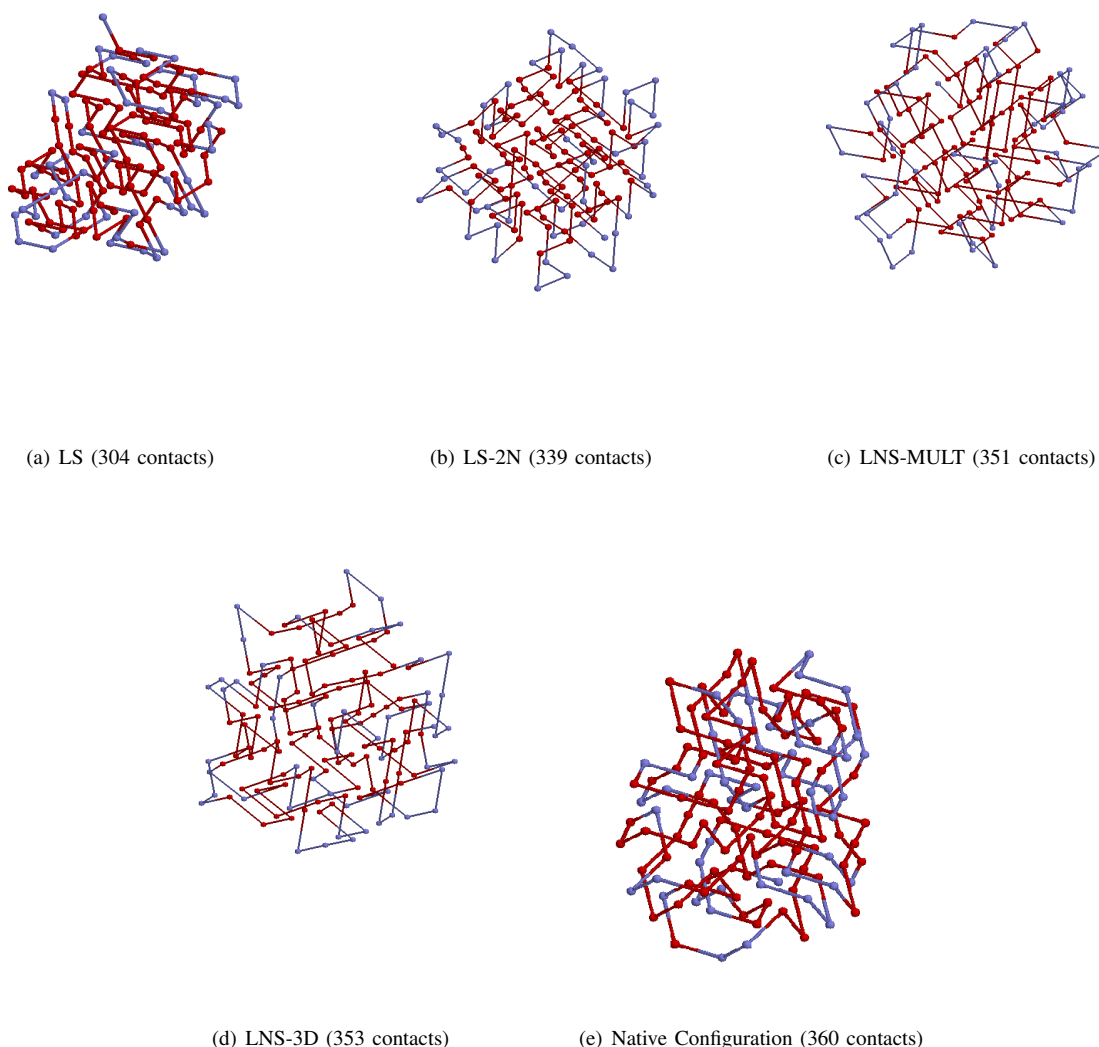 (a) LS (304 contacts)
(b) LS-2N (339 contacts)
(c) LNS-MULT (351 contacts)
(d) LNS-3D (353 contacts)
(e) Native Configuration (360 contacts)